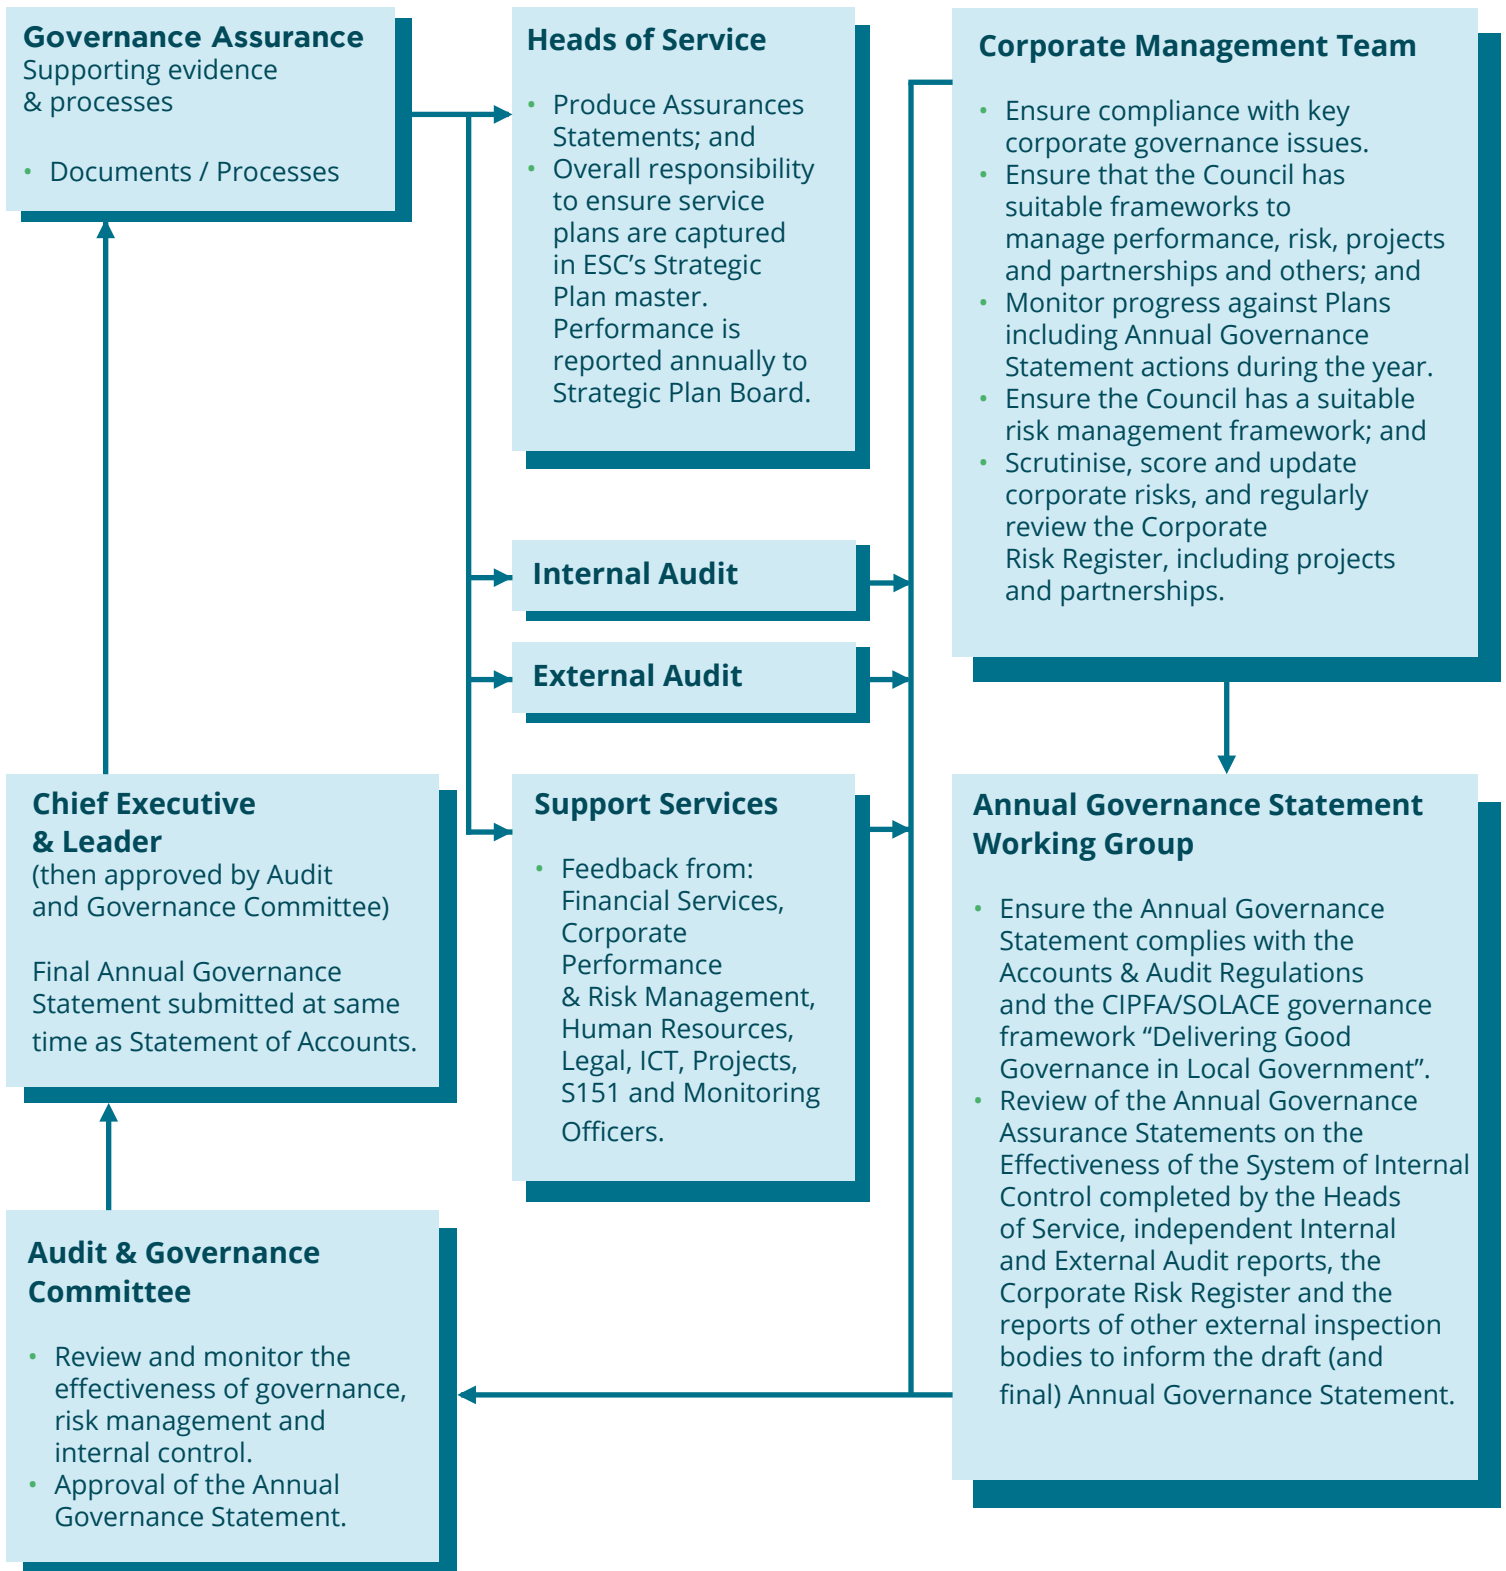 Governance Assurance
Supporting evidence
& processes
• Documents / Processes
Heads of Service
• Produce Assurances
Statements; and
• Overall responsibility
to ensure service
plans are captured
in ESC’s Strategic
Plan master.
Performance is
reported annually to
Strategic Plan Board.
Internal Audit
External Audit
Support Services
• Feedback from:
Financial Services,
Corporate
Performance
& Risk Management,
Human Resources,
Legal, ICT, Projects,
S151 and Monitoring
Officers.
Corporate Management Team
• Ensure compliance with key
corporate governance issues.
• Ensure that the Council has
suitable frameworks to
manage performance, risk, projects
and partnerships and others; and
• Monitor progress against Plans
including Annual Governance
Statement actions during the year.
• Ensure the Council has a suitable
risk management framework; and
• Scrutinise, score and update
corporate risks, and regularly
review the Corporate
Risk Register, including projects
and partnerships.
Annual Governance Statement
Working Group
• Ensure the Annual Governance
Statement complies with the
Accounts & Audit Regulations
and the CIPFA/SOLACE governance
framework “Delivering Good
Governance in Local Government”.
• Review of the Annual Governance
Assurance Statements on the
Effectiveness of the System of Internal
Control completed by the Heads
of Service, independent Internal
and External Audit reports, the
Corporate Risk Register and the
reports of other external inspection
bodies to inform the draft (and
final) Annual Governance Statement.
Audit & Governance
Committee
• Review and monitor the
effectiveness of governance,
risk management and
internal control.
• Approval of the Annual
Governance Statement.
Chief Executive
& Leader
(then approved by Audit
and Governance Committee)
Final Annual Governance
Statement submitted at same
time as Statement of Accounts.